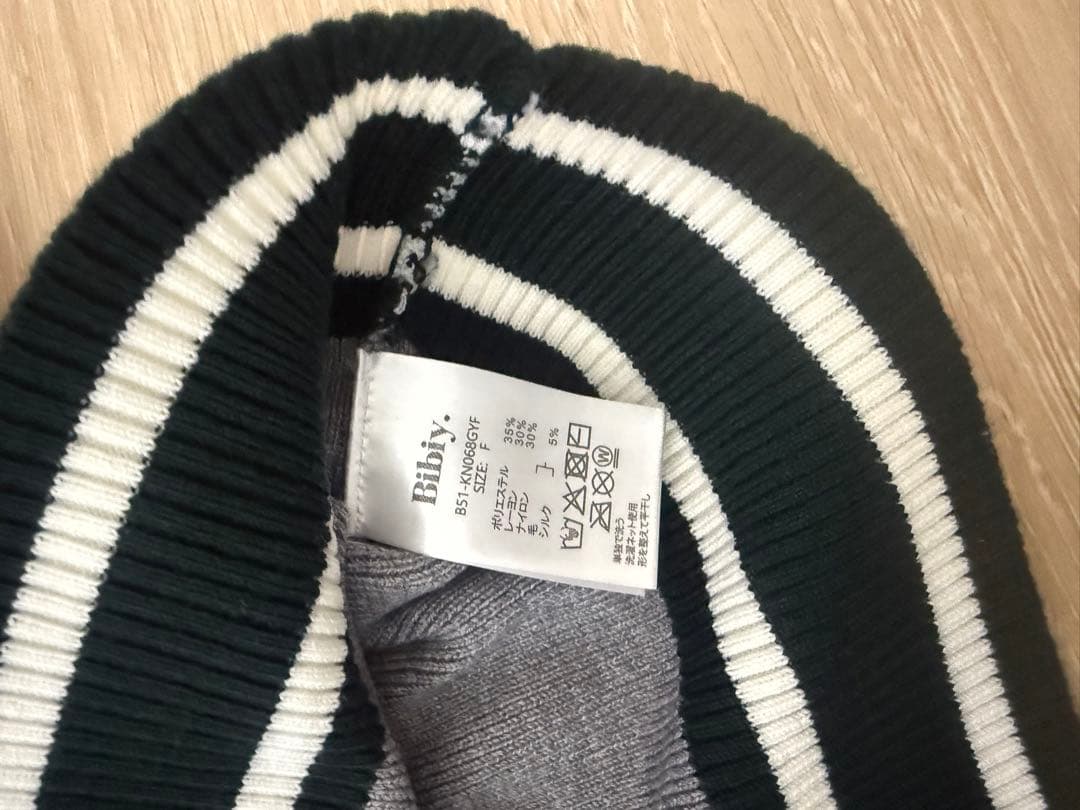 Bibiy.
B51-KN068GYF
SIZE: F
ポリエステル 35%
レーヨン 30%
ナイロン 30%
毛
シルク } 5%
W
単独で洗う
洗濯ネット使用
形を整えて平干し